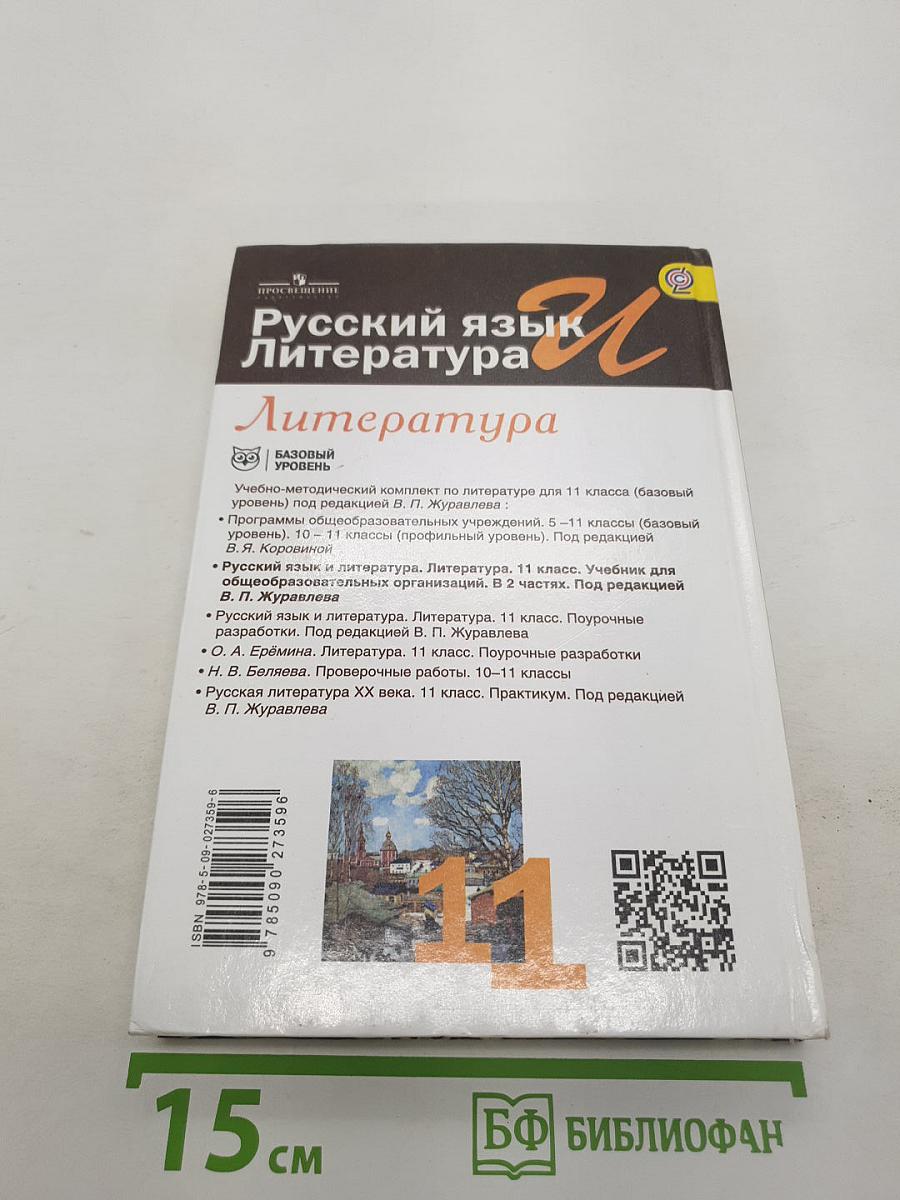 ПРОСВЕЩЕНИЕ
ИЗДАТЕЛЬСТВО
Русский язык И
Литература
Литература
БАЗОВЫЙ
УРОВЕНЬ
Учебно-методический комплект по литературе для 11 класса (базовый
уровень) под редакцией В. П. Журавлева :
• Программы общеобразовательных учреждений. 5 –11 классы (базовый
уровень). 10 – 11 классы (профильный уровень). Под редакцией
В. Я. Коровиной
• Русский язык и литература. Литература. 11 класс. Учебник для
общеобразовательных организаций. В 2 частях. Под редакцией
В. П. Журавлева
• Русский язык и литература. Литература. 11 класс. Поурочные
разработки. Под редакцией В. П. Журавлева
• О. А. Ерёмина. Литература. 11 класс. Поурочные разработки
• Н. В. Беляева. Проверочные работы. 10–11 классы
• Русская литература XX века. 11 класс. Практикум. Под редакцией
В. П. Журавлева
ISBN 978-5-09-027359-6
9 785090 273596
11
15 см
БФ БИБЛИОФАН